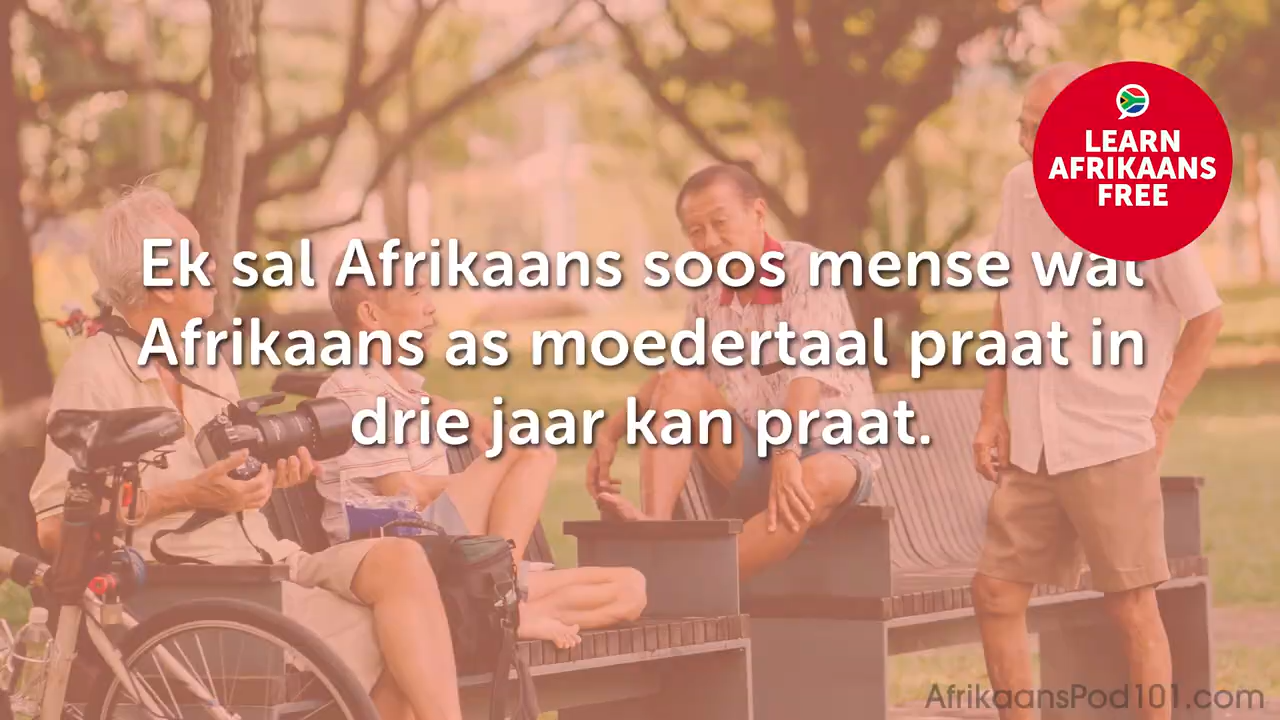 LEARN
AFRIKAANS
FREE
Ek sal Afrikaans soos mense wat
Afrikaans as moedertaal praat in
drie jaar kan praat.
AfrikaansPod101.com